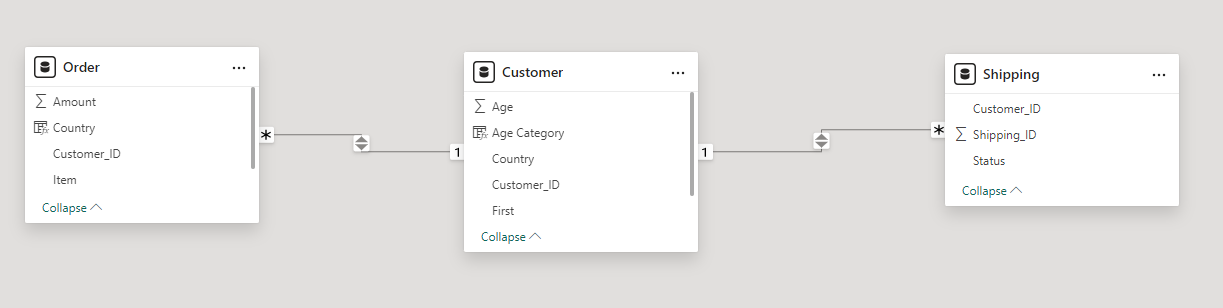 Order
Amount
Country
Customer_ID
Item
Collapse
*
1
Customer
Age
Age Category
Country
Customer_ID
First
Collapse
1
*
Shipping
Customer_ID
Shipping_ID
Status
Collapse